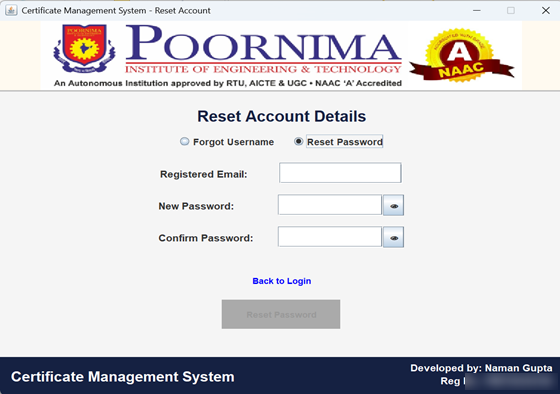 Certificate Management System - Reset Account
POORNIMA
INSTITUTE OF ENGINEERING & TECHNOLOGY
An Autonomous Institution approved by RTU, AICTE & UGC • NAAC 'A' Accredited
A
NAAC
Reset Account Details
Forgot Username
Reset Password
Registered Email:
New Password:
Confirm Password:
Back to Login
Reset Password
Certificate Management System
Developed by: Naman Gupta
Reg